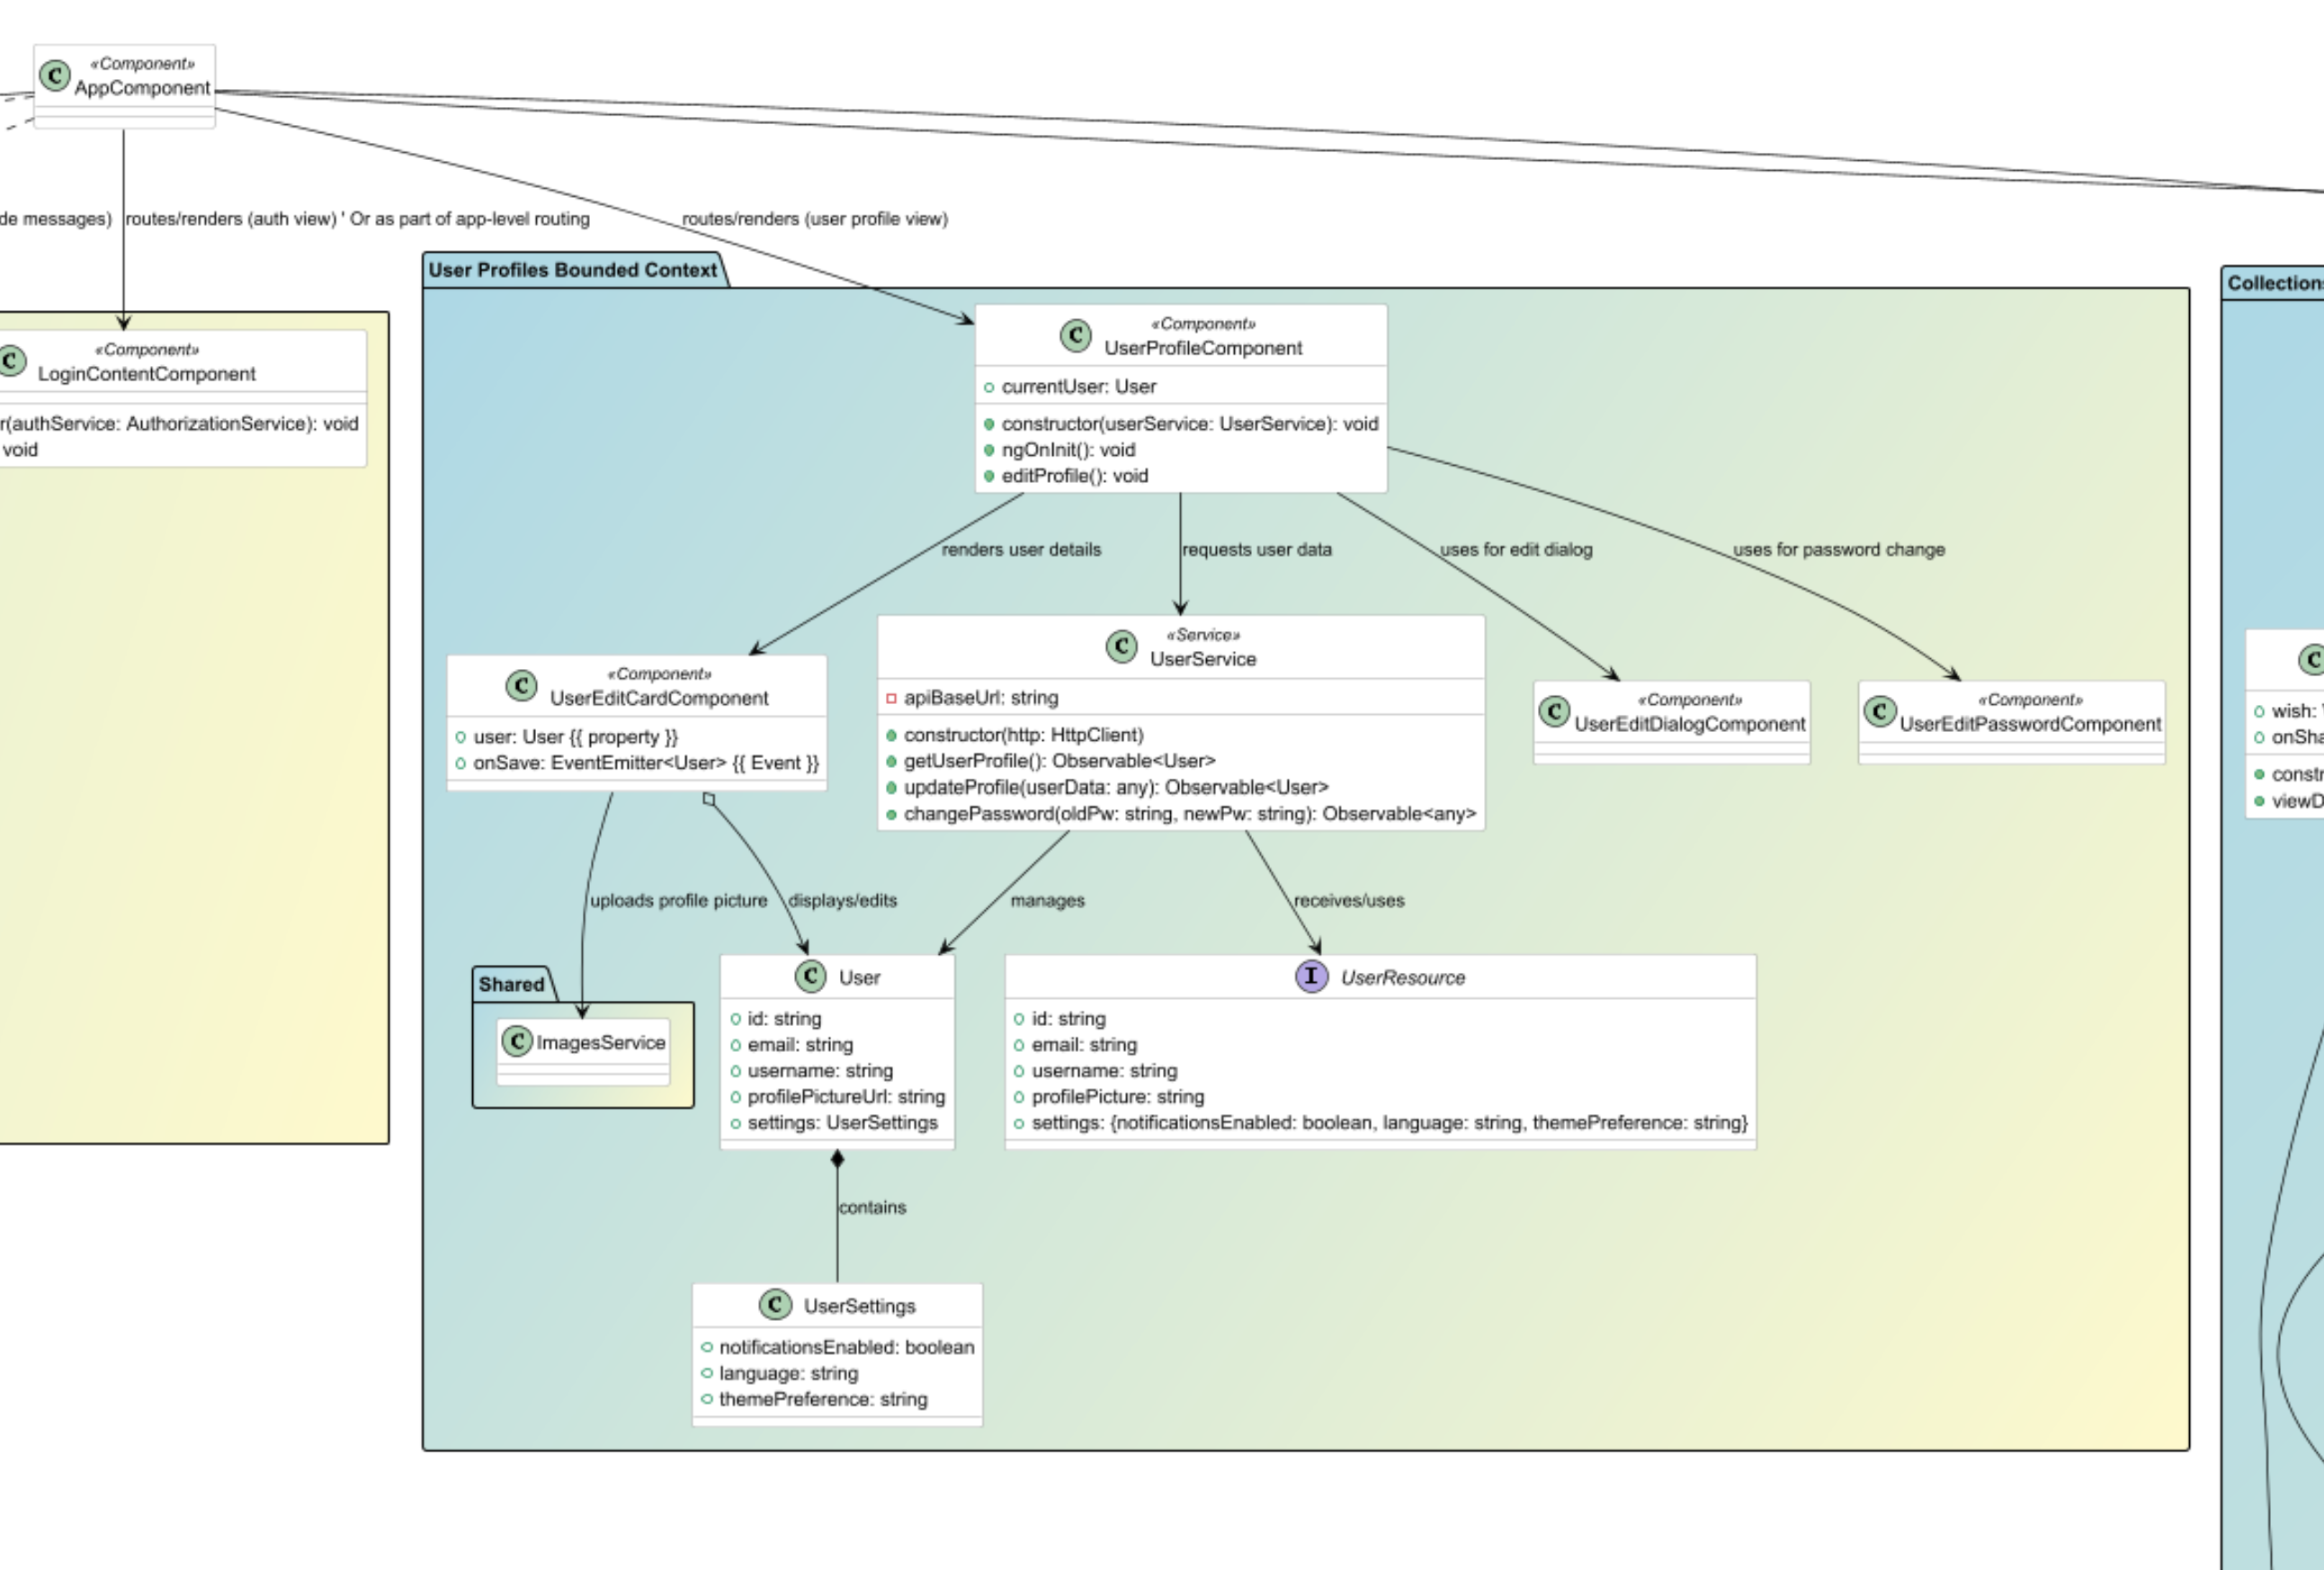 «Component»
C AppComponent
de messages)
routes/renders (auth view) ' Or as part of app-level routing
routes/renders (user profile view)
User Profiles Bounded Context
C
«Component»
LoginContentComponent
r(authService: AuthorizationService): void
void
«Component»
C UserProfileComponent
currentUser: User
constructor(userService: UserService): void
ngOnInit(): void
editProfile(): void
renders user details
requests user data
uses for edit dialog
uses for password change
«Component»
C UserEditCardComponent
user: User {{ property }}
onSave: EventEmitter<User> {{ Event }}
«Service»
C UserService
apiBaseUrl: string
constructor(http: HttpClient)
getUserProfile(): Observable<User>
updateProfile(userData: any): Observable<User>
changePassword(oldPw: string, newPw: string): Observable<any>
«Component»
C UserEditDialogComponent
«Component»
C UserEditPasswordComponent
uploads profile picture
displays/edits
manages
receives/uses
Shared
C ImagesService
C User
id: string
email: string
username: string
profilePictureUrl: string
settings: UserSettings
I UserResource
id: string
email: string
username: string
profilePicture: string
settings: {notificationsEnabled: boolean, language: string, themePreference: string}
contains
C UserSettings
notificationsEnabled: boolean
language: string
themePreference: string
Collections
C
wish:
onSha
constr
viewD